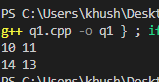 PS C:\Users\khush\Deskt
g++ q1.cpp -o q1 } ; if
10 11
14 13